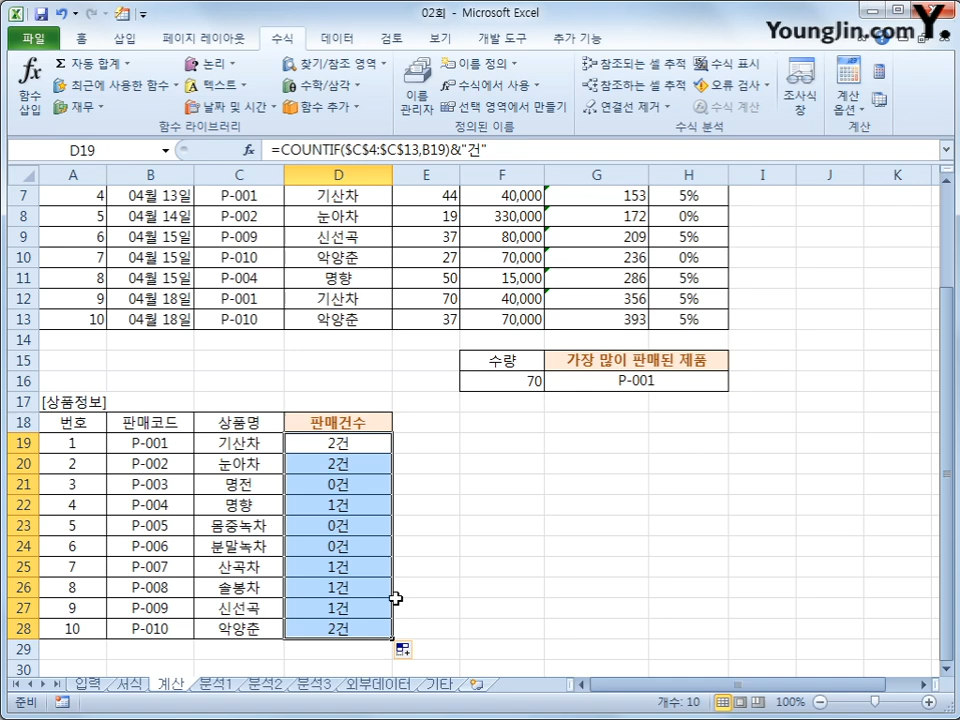 02회 - Microsoft Excel
Younglin.com Y.
파일 홈 삽입 페이지 레이아웃 수식 데이터 검토 보기 개발 도구 추가 기능
함수 삽입
Σ 자동 합계 논리 찾기/참조 영역
최근에 사용한 함수 텍스트 수학/삼각
재무 날짜 및 시간 함수 추가
함수 라이브러리
이름 관리자
이름 정의
수식에서 사용
선택 영역에서 만들기
정의된 이름
참조되는 셀 추적 수식 표시
참조하는 셀 추적 오류 검사
연결선 제거 수식 계산
수식 분석
조사식 창
계산 옵션
계산
D19 fx =COUNTIF($C$4:$C$13,B19)&"건"
A B C D E F G H I J K
7 4 04월 13일 P-001 기산차 44 40,000 153 5%
8 5 04월 14일 P-002 눈아차 19 330,000 172 0%
9 6 04월 15일 P-009 신선곡 37 80,000 209 5%
10 7 04월 15일 P-010 악양춘 27 70,000 236 0%
11 8 04월 15일 P-004 명향 50 15,000 286 5%
12 9 04월 18일 P-001 기산차 70 40,000 356 5%
13 10 04월 18일 P-010 악양춘 37 70,000 393 5%
14
15 수량 가장 많이 판매된 제품
16 70 P-001
17 [상품정보]
18 번호 판매코드 상품명 판매건수
19 1 P-001 기산차 2건
20 2 P-002 눈아차 2건
21 3 P-003 명전 0건
22 4 P-004 명향 1건
23 5 P-005 몸중녹차 0건
24 6 P-006 분말녹차 0건
25 7 P-007 산곡차 1건
26 8 P-008 솔봉차 1건
27 9 P-009 신선곡 1건
28 10 P-010 악양춘 2건
29
30
입력 서식 계산 분석1 분석2 분석3 외부데이터 기타
준비 개수: 10 100%